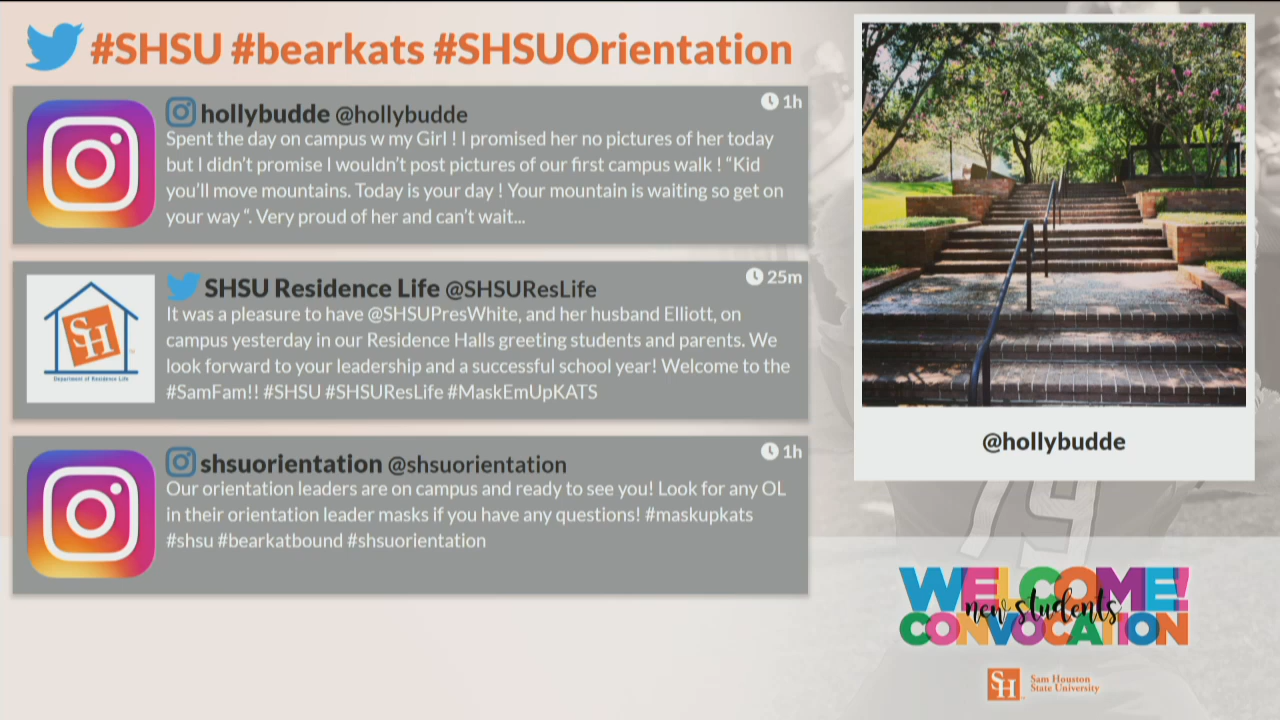 #SHSU #bearkats #SHSUOrientation
hollybudde @hollybudde
1h
Spent the day on campus w my Girl ! I promised her no pictures of her today
but I didn't promise I wouldn't post pictures of our first campus walk ! “Kid
you'll move mountains. Today is your day ! Your mountain is waiting so get on
your way “. Very proud of her and can't wait...
SH
Department of Residence Life
SHSU Residence Life @SHSUResLife
25m
It was a pleasure to have @SHSUPresWhite, and her husband Elliott, on
campus yesterday in our Residence Halls greeting students and parents. We
look forward to your leadership and a successful school year! Welcome to the
#SamFam!! #SHSU #SHSUResLife #MaskEmUpKATS
shsuorientation @shsuorientation
1h
Our orientation leaders are on campus and ready to see you! Look for any OL
in their orientation leader masks if you have any questions! #maskupkats
#shsu #bearkatbound #shsuorientation
@hollybudde
79
WELCOME!
new students
CONVOCATION
SH
Sam Houston
State University